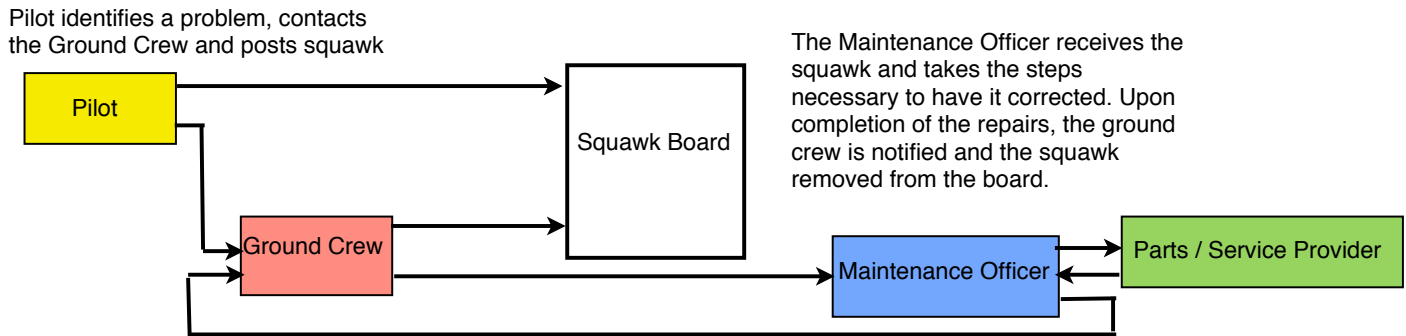 Pilot identifies a problem, contacts
the Ground Crew and posts squawk
The Maintenance Officer receives the
squawk and takes the steps
necessary to have it corrected. Upon
completion of the repairs, the ground
crew is notified and the squawk
removed from the board.
Pilot
Squawk Board
Ground Crew
Maintenance Officer
Parts / Service Provider